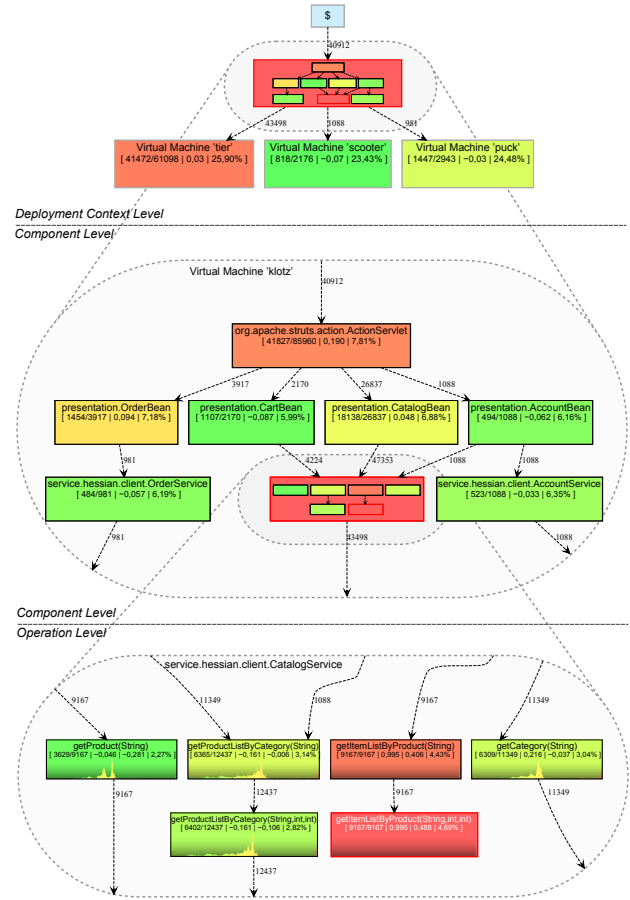 $
40912
43498
1088
981
Virtual Machine 'tier'
[ 41472/61098 | 0,03 | 25,90% ]
Virtual Machine 'scooter'
[ 818/2176 | −0,07 | 23,43% ]
Virtual Machine 'puck'
[ 1447/2943 | −0,03 | 24,48% ]
Deployment Context Level
Component Level
Virtual Machine 'klotz'
40912
org.apache.struts.action.ActionServlet
[ 41827/85960 | 0,190 | 7,81% ]
3917
2170
26837
1088
presentation.OrderBean
[ 1454/3917 | 0,094 | 7,18% ]
presentation.CartBean
[ 1107/2170 | −0,087 | 5,99% ]
presentation.CatalogBean
[ 18138/26837 | 0,048 | 6,88% ]
presentation.AccountBean
[ 494/1088 | −0,062 | 6,16% ]
981
4224
47353
1088
1088
service.hessian.client.OrderService
[ 484/981 | −0,057 | 6,19% ]
service.hessian.client.AccountService
[ 523/1088 | −0,033 | 6,35% ]
981
43498
1088
Component Level
Operation Level
service.hessian.client.CatalogService
9167
11349
1088
9167
11349
getProduct(String)
[ 3629/9167 | −0,046 | −0,281 | 2,27% ]
getProductListByCategory(String)
[ 6365/12437 | −0,161 | −0,006 | 3,14% ]
getItemListByProduct(String)
[ 9167/9167 | 0,995 | 0,406 | 4,43% ]
getCategory(String)
[ 6309/11349 | 0,216 | −0,037 | 3,04% ]
9167
12437
9167
11349
getProductListByCategory(String,int,int)
[ 6402/12437 | −0,161 | −0,106 | 2,82% ]
getItemListByProduct(String,int,int)
[ 9167/9167 | 0,995 | 0,488 | 4,69% ]
12437